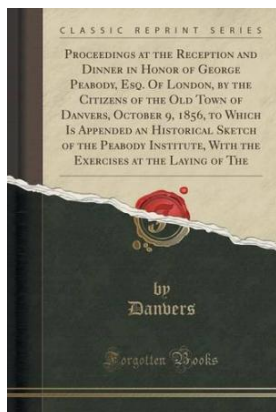 CLASSIC REPRINT SERIES
PROCEEDINGS AT THE RECEPTION AND
DINNER IN HONOR OF GEORGE
PEABODY, ESQ. OF LONDON, BY THE
CITIZENS OF THE OLD TOWN OF
DANVERS, OCTOBER 9, 1856, TO WHICH
IS APPENDED AN HISTORICAL SKETCH OF
THE PEABODY INSTITUTE, WITH THE
EXERCISES AT THE LAYING OF THE
by
Danvers
Forgotten Books